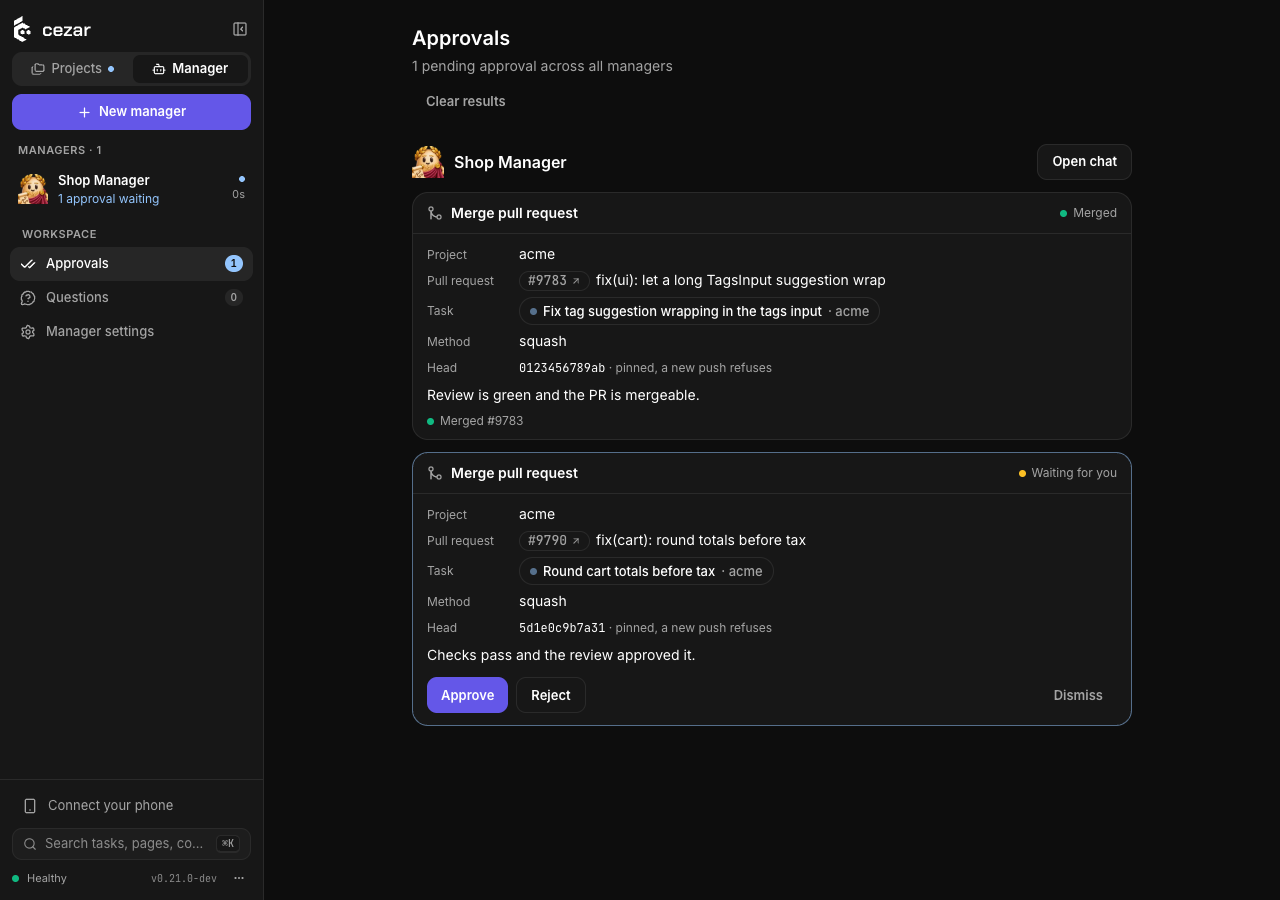 cezar
Projects
Manager
New manager
MANAGERS · 1
Shop Manager
1 approval waiting
0s
WORKSPACE
Approvals
1
Questions
0
Manager settings
Connect your phone
Search tasks, pages, co...
⌘K
Healthy
v0.21.0-dev
Approvals
1 pending approval across all managers
Clear results
Shop Manager
Open chat
Merge pull request
Merged
Project
acme
Pull request
#9783 ↗ fix(ui): let a long TagsInput suggestion wrap
Task
Fix tag suggestion wrapping in the tags input · acme
Method
squash
Head
0123456789ab · pinned, a new push refuses
Review is green and the PR is mergeable.
Merged #9783
Merge pull request
Waiting for you
Project
acme
Pull request
#9790 ↗ fix(cart): round totals before tax
Task
Round cart totals before tax · acme
Method
squash
Head
5d1e0c9b7a31 · pinned, a new push refuses
Checks pass and the review approved it.
Approve
Reject
Dismiss